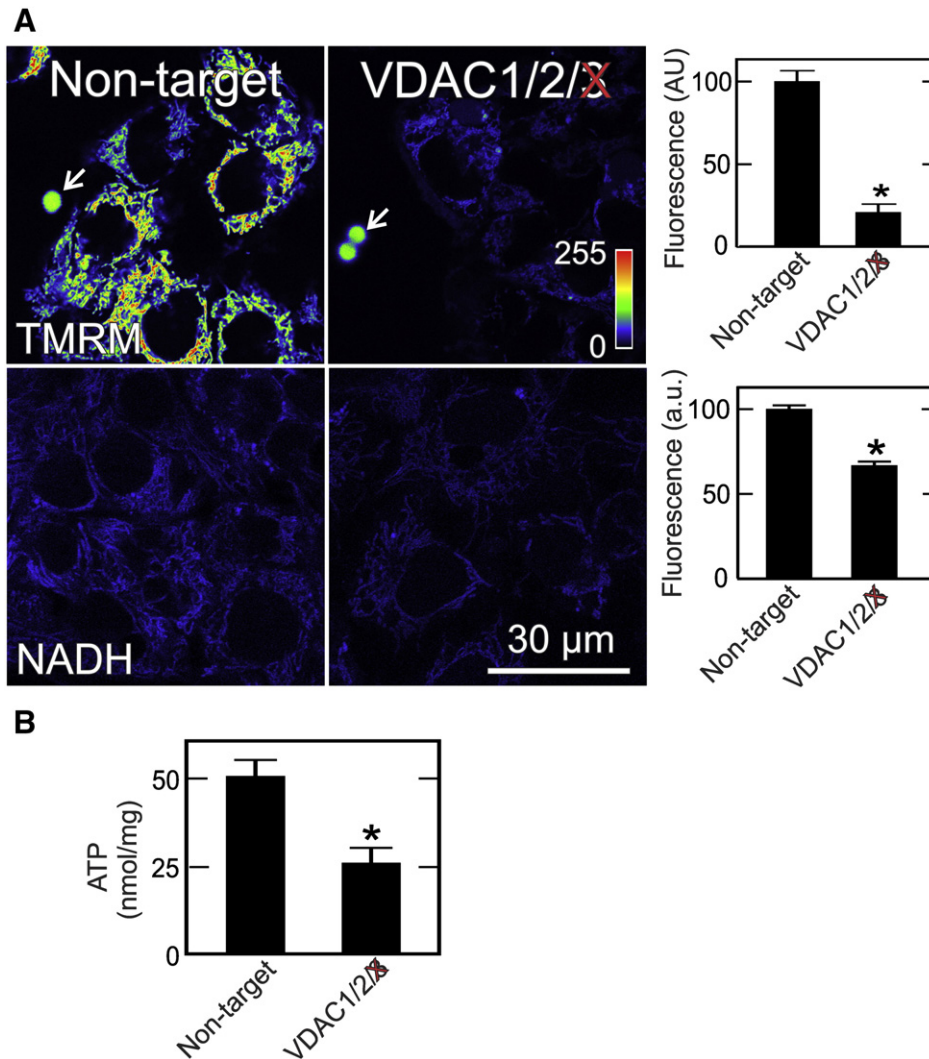 A
Non-target
VDAC1/2/3
255
0
TMRM
Fluorescence (AU)
100
50
0
Non-target
VDAC1/2/3
NADH
30 µm
Fluorescence (a.u.)
100
50
0
Non-target
VDAC1/2/3
*
*
B
ATP
(nmol/mg)
50
25
0
*
Non-target
VDAC1/2/3